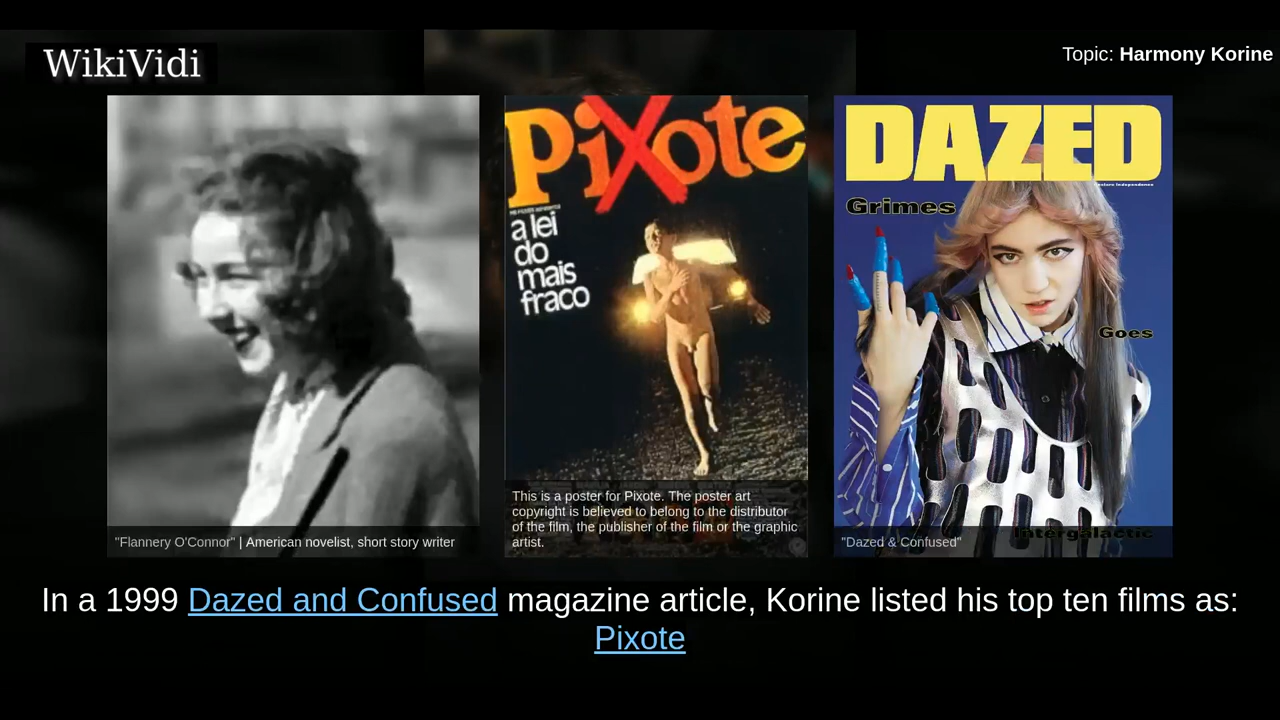 WikiVidi
Topic: Harmony Korine
Pixote
a lei
do
mais
fraco
This is a poster for Pixote. The poster art
copyright is believed to belong to the distributor
of the film, the publisher of the film or the graphic
artist.
DAZED
Grimes
Goes
Intergalactic
"Flannery O'Connor" | American novelist, short story writer
"Dazed & Confused"
In a 1999 Dazed and Confused magazine article, Korine listed his top ten films as:
Pixote